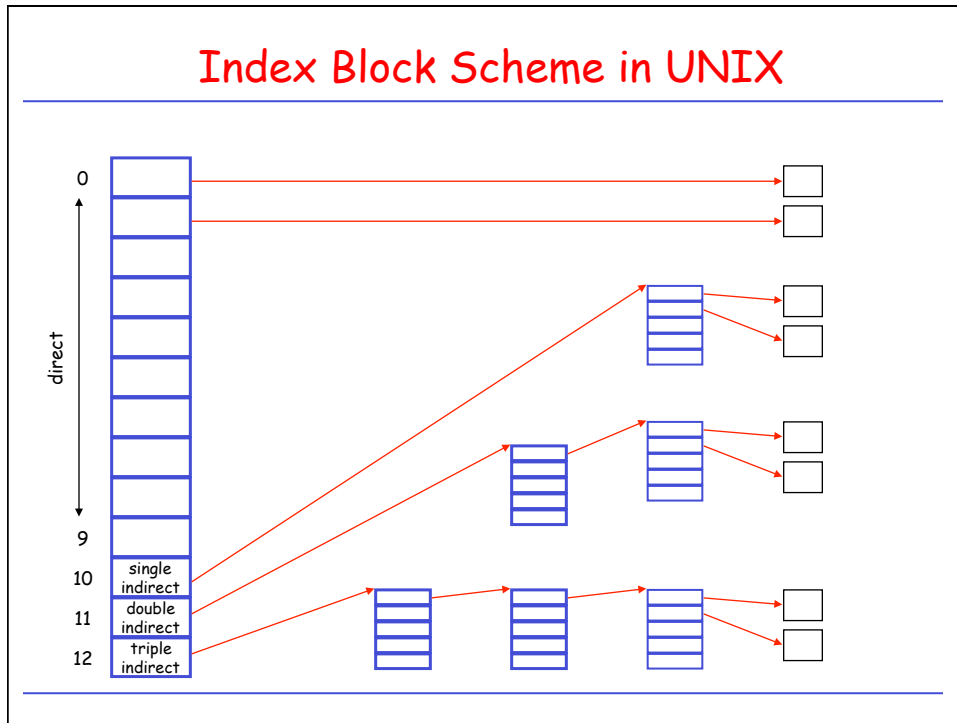 Index Block Scheme in UNIX
0
direct
9
10
single
indirect
11
double
indirect
12
triple
indirect